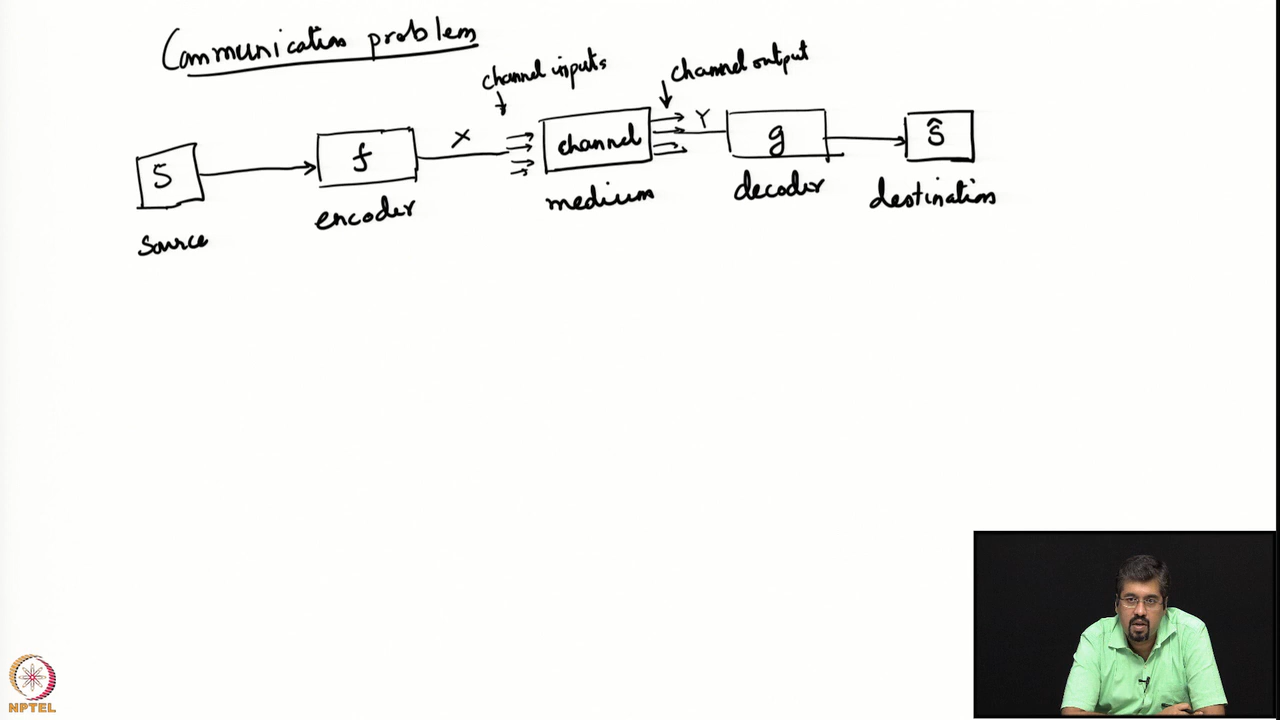 Communication problem
channel inputs
channel output
S
f
X
channel
Y
g
Ŝ
source
encoder
medium
decoder
destination
NPTEL